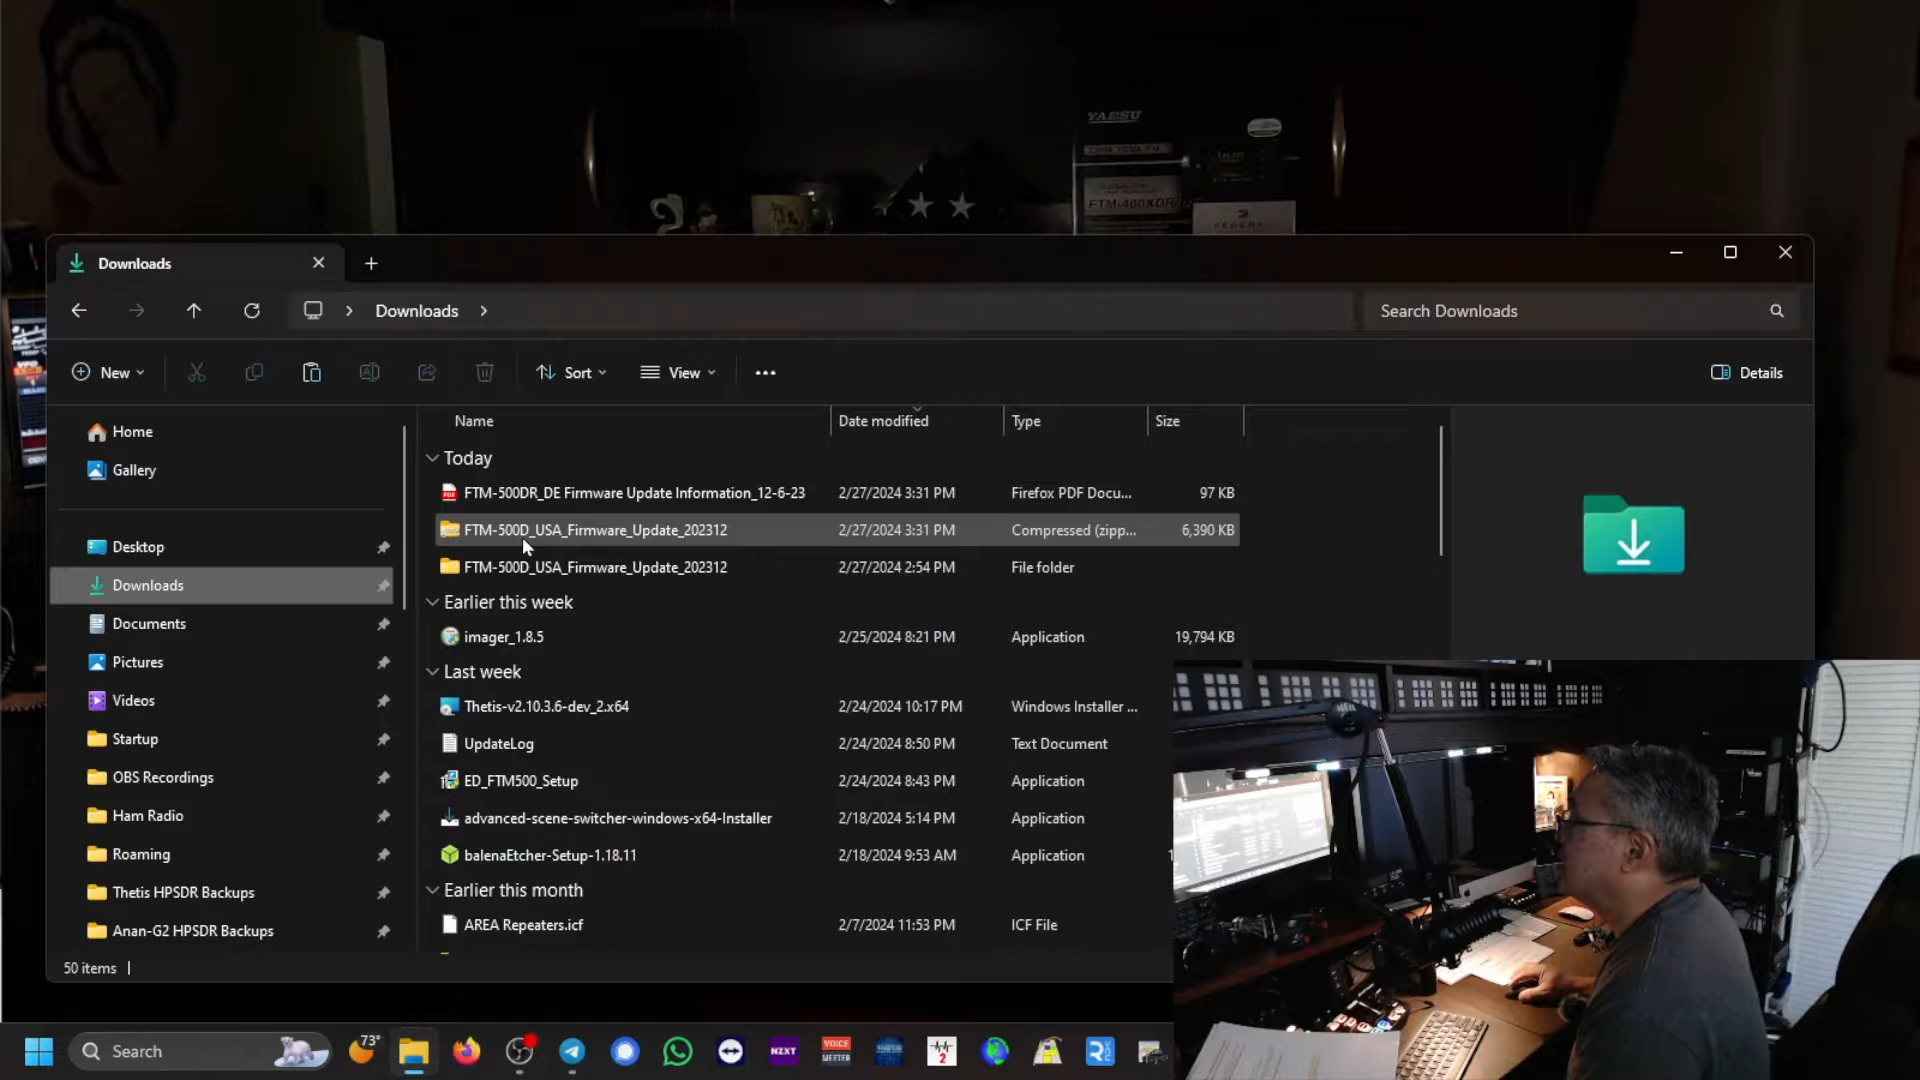 YAESU
FTM-400XDR
Downloads
Downloads
Search Downloads
New
Sort
View
Details
Name
Date modified
Type
Size
Home
Gallery
Desktop
Downloads
Documents
Pictures
Videos
Startup
OBS Recordings
Ham Radio
Roaming
Thetis HPSDR Backups
Anan-G2 HPSDR Backups
Today
FTM-500DR_DE Firmware Update Information_12-6-23 2/27/2024 3:31 PM Firefox PDF Docu... 97 KB
FTM-500D_USA_Firmware_Update_202312 2/27/2024 3:31 PM Compressed (zipp... 6,390 KB
FTM-500D_USA_Firmware_Update_202312 2/27/2024 2:54 PM File folder
Earlier this week
imager_1.8.5 2/25/2024 8:21 PM Application 19,794 KB
Last week
Thetis-v2.10.3.6-dev_2.x64 2/24/2024 10:17 PM Windows Installer ...
UpdateLog 2/24/2024 8:50 PM Text Document
ED_FTM500_Setup 2/24/2024 8:43 PM Application
advanced-scene-switcher-windows-x64-Installer 2/18/2024 5:14 PM Application
balenaEtcher-Setup-1.18.11 2/18/2024 9:53 AM Application 1
Earlier this month
AREA Repeaters.icf 2/7/2024 11:53 PM ICF File
50 items
Search
73°
NZXT
VOICE
MEETER
2